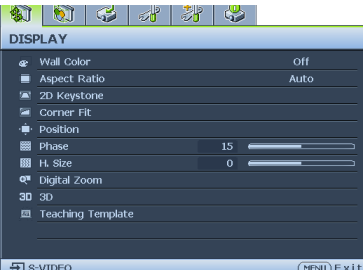 DISPLAY
Wall Color Off
Aspect Ratio Auto
2D Keystone
Corner Fit
Position
Phase 15
H. Size 0
Digital Zoom
3D 3D
Teaching Template
S-VIDEO MENU Exit